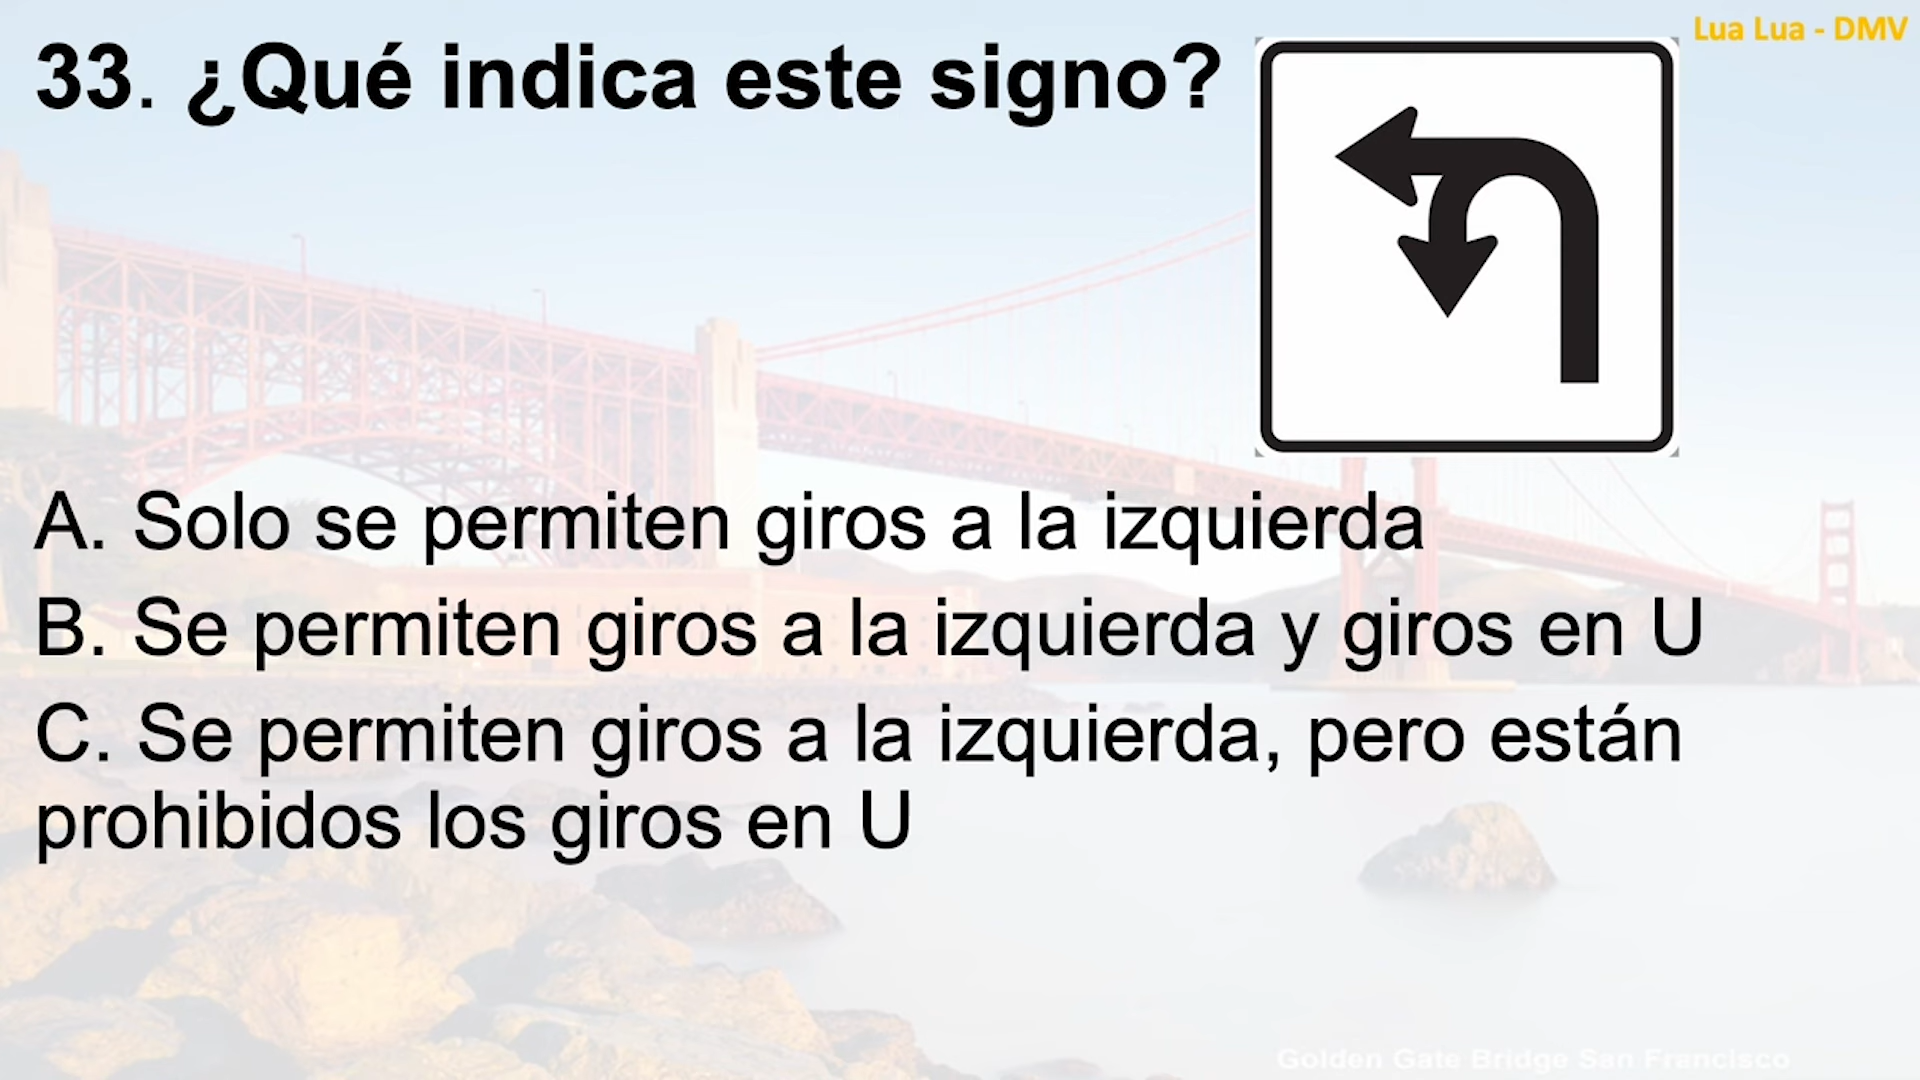 Lua Lua - DMV
33. ¿Qué indica este signo?
A. Solo se permiten giros a la izquierda
B. Se permiten giros a la izquierda y giros en U
C. Se permiten giros a la izquierda, pero están
prohibidos los giros en U
Golden Gate Bridge San Francisco